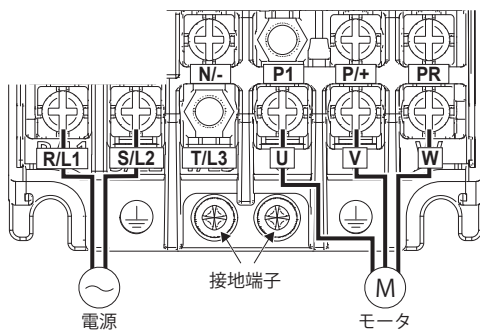 N/- P1 P/+ PR
R/L1 S/L2 T/L3 U V W
接地端子
M
電源 モータ